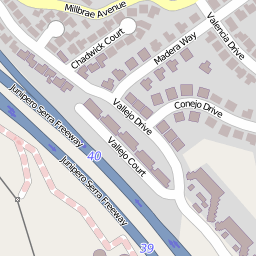 Millbrae Avenue
Chadwick Court
Valencia Drive
Madera Way
Junipero Serra Freeway
Vallejo Drive
Conejo Drive
40
Vallejo Court
Junipero Serra Freeway
39